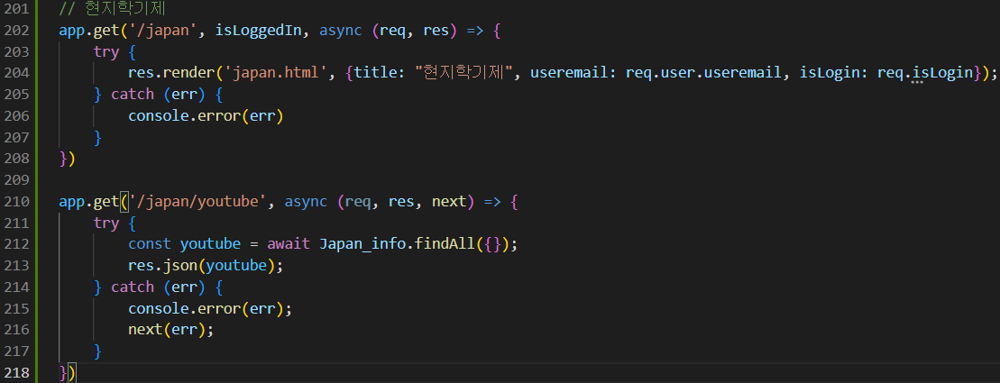 201 // 현지학기제
202 app.get('/japan', isLoggedIn, async (req, res) => {
203 try {
204 res.render('japan.html', {title: "현지학기제", useremail: req.user.useremail, isLogin: req.isLogin});
205 } catch (err) {
206 console.error(err)
207 }
208 })
209
210 app.get('/japan/youtube', async (req, res, next) => {
211 try {
212 const youtube = await Japan_info.findAll({});
213 res.json(youtube);
214 } catch (err) {
215 console.error(err);
216 next(err);
217 }
218 })